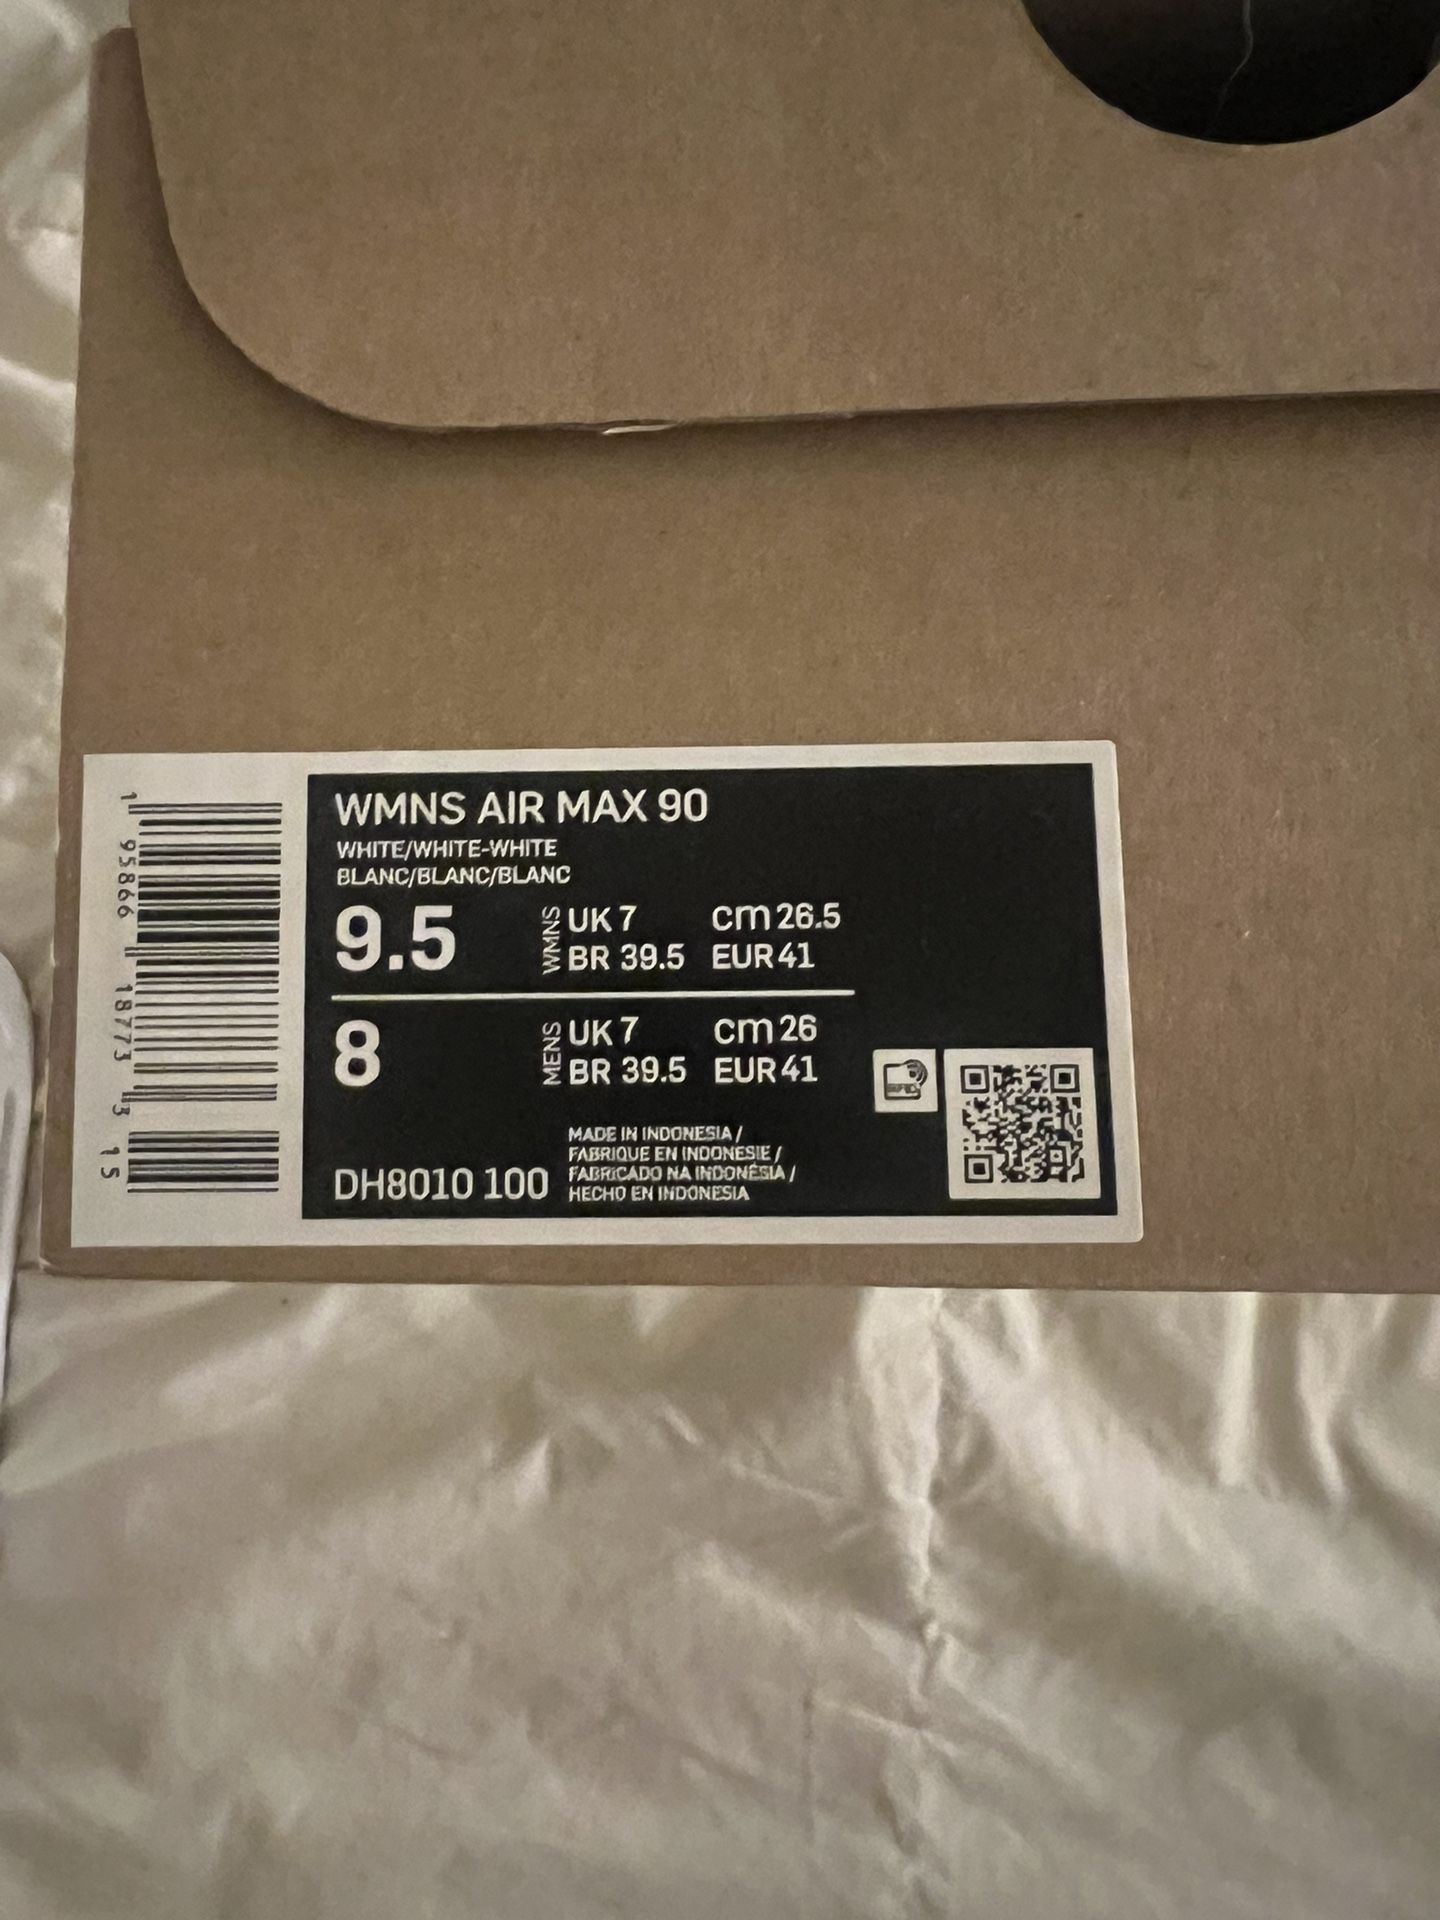 WMNS AIR MAX 90
WHITE/WHITE-WHITE
BLANC/BLANC/BLANC
9.5 WMNS UK 7 cm 26.5
BR 39.5 EUR 41
8 MENS UK 7 cm 26
BR 39.5 EUR 41
MADE IN INDONESIA /
FABRIQUE EN INDONESIE /
FABRICADO NA INDONÉSIA /
HECHO EN INDONESIA
DH8010 100
1 95866 18773 3 15